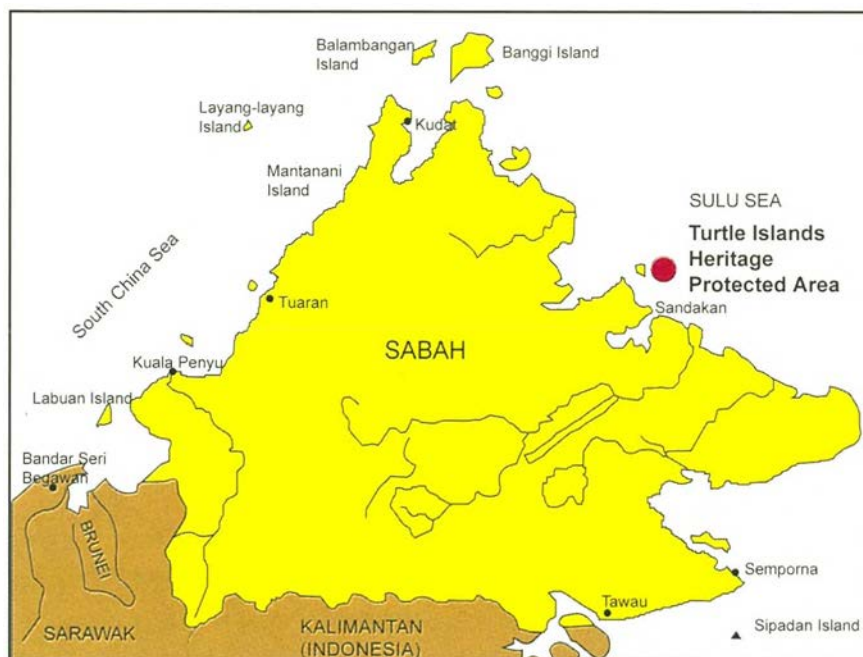 Balambangan
Island
Banggi Island
Layang-layang
Island
Kudat
Mantanani
Island
SULU SEA
Turtle Islands
Heritage
Protected Area
South China Sea
Tuaran
Sandakan
SABAH
Kuala Penyu
Labuan Island
Bandar Seri
Begawan
BRUNEI
Semporna
Tawau
Sipadan Island
SARAWAK
KALIMANTAN
(INDONESIA)